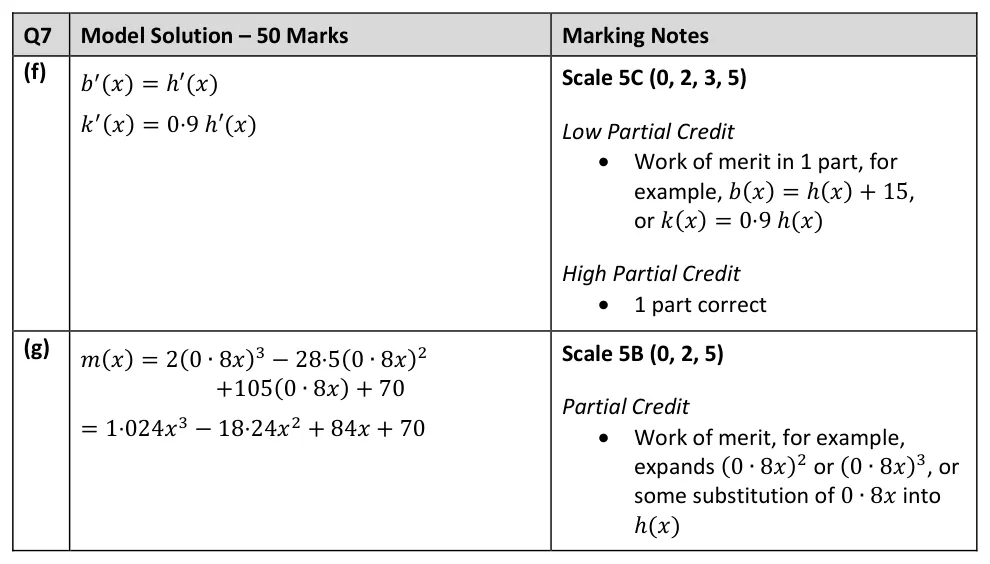 Q7 Model Solution – 50 Marks Marking Notes
(f)
b′(x) = h′(x)
k′(x) = 0·9 h′(x)
Scale 5C (0, 2, 3, 5)
Low Partial Credit
• Work of merit in 1 part, for
example, b(x) = h(x) + 15,
or k(x) = 0·9 h(x)
High Partial Credit
• 1 part correct
(g)
m(x) = 2(0 · 8x)³ − 28·5(0 · 8x)²
+105(0 · 8x) + 70
= 1·024x³ − 18·24x² + 84x + 70
Scale 5B (0, 2, 5)
Partial Credit
• Work of merit, for example,
expands (0 · 8x)² or (0 · 8x)³, or
some substitution of 0 · 8x into
h(x)